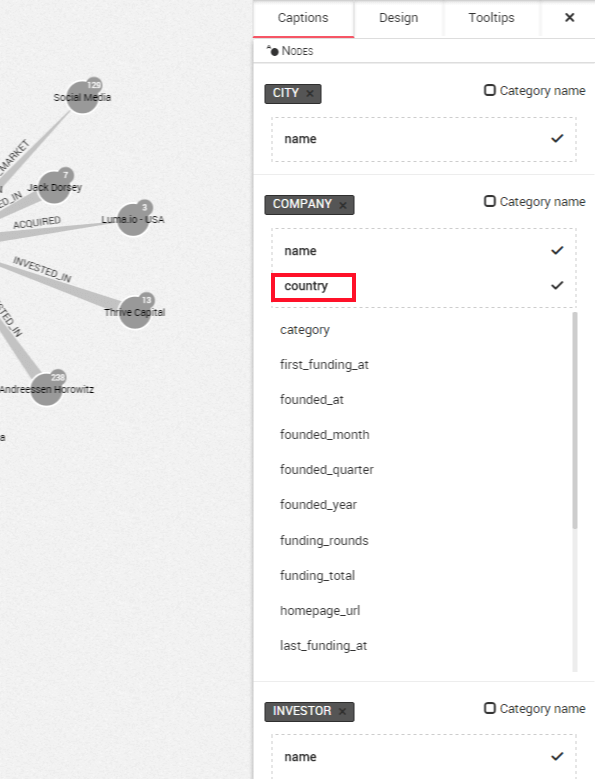 Captions Design Tooltips ×
NODES
CITY × Category name
name
COMPANY × Category name
name
country
category
first_funding_at
founded_at
founded_month
founded_quarter
founded_year
funding_rounds
funding_total
homepage_url
last_funding_at
INVESTOR × Category name
name
129
Social Media
MARKET
7
Jack Dorsey
ED_IN
3
Luma.io - USA
ACQUIRED
INVESTED_IN
13
Thrive Capital
STED_IN
238
Andreessen Horowitz
a